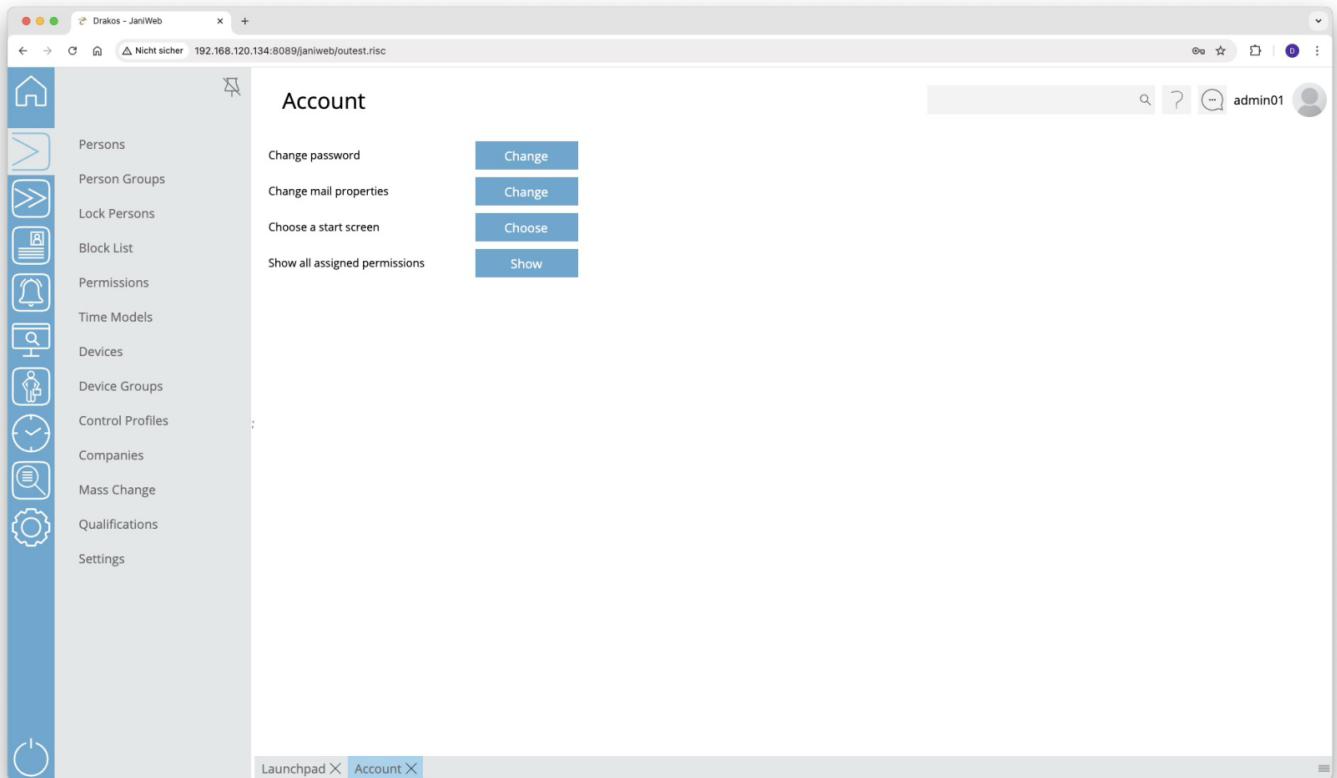 Drakos - JaniWeb
Nicht sicher 192.168.120.134:8089/janiweb/outest.risc
D
Account
admin01
Persons
Person Groups
Lock Persons
Block List
Permissions
Time Models
Devices
Device Groups
Control Profiles
Companies
Mass Change
Qualifications
Settings
Change password Change
Change mail properties Change
Choose a start screen Choose
Show all assigned permissions Show
Launchpad Account